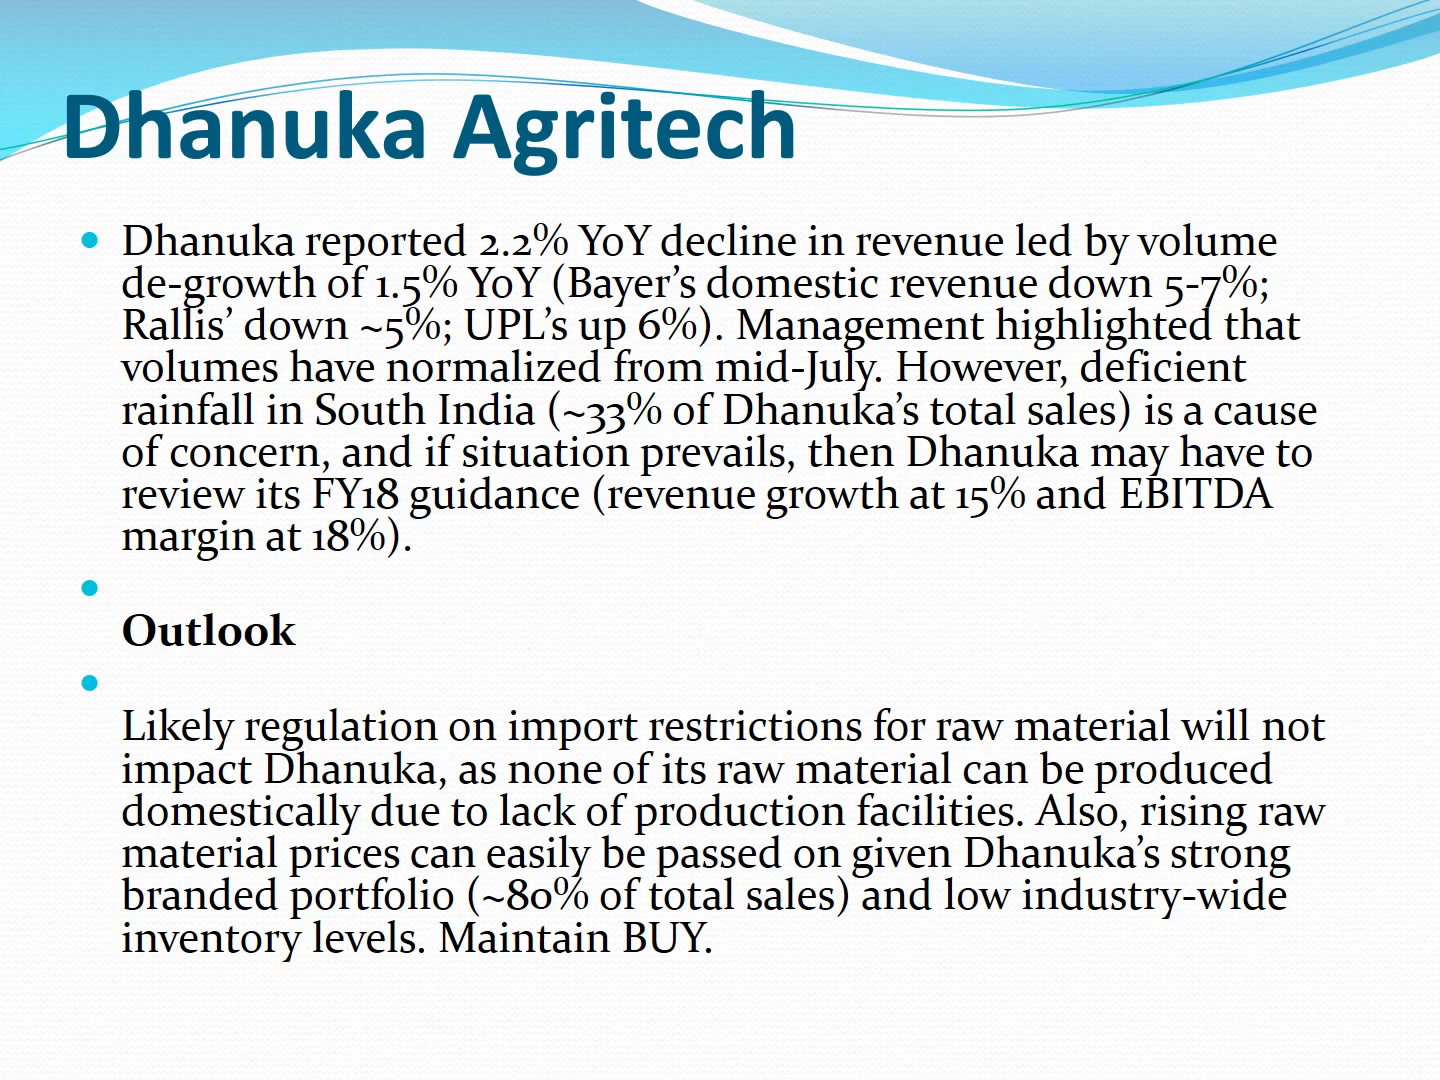 Dhanuka Agritech
• Dhanuka reported 2.2% YoY decline in revenue led by volume
de-growth of 1.5% YoY (Bayer’s domestic revenue down 5-7%;
Rallis’ down ~5%; UPL’s up 6%). Management highlighted that
volumes have normalized from mid-July. However, deficient
rainfall in South India (~33% of Dhanuka’s total sales) is a cause
of concern, and if situation prevails, then Dhanuka may have to
review its FY18 guidance (revenue growth at 15% and EBITDA
margin at 18%).
•
Outlook
•
Likely regulation on import restrictions for raw material will not
impact Dhanuka, as none of its raw material can be produced
domestically due to lack of production facilities. Also, rising raw
material prices can easily be passed on given Dhanuka’s strong
branded portfolio (~80% of total sales) and low industry-wide
inventory levels. Maintain BUY.